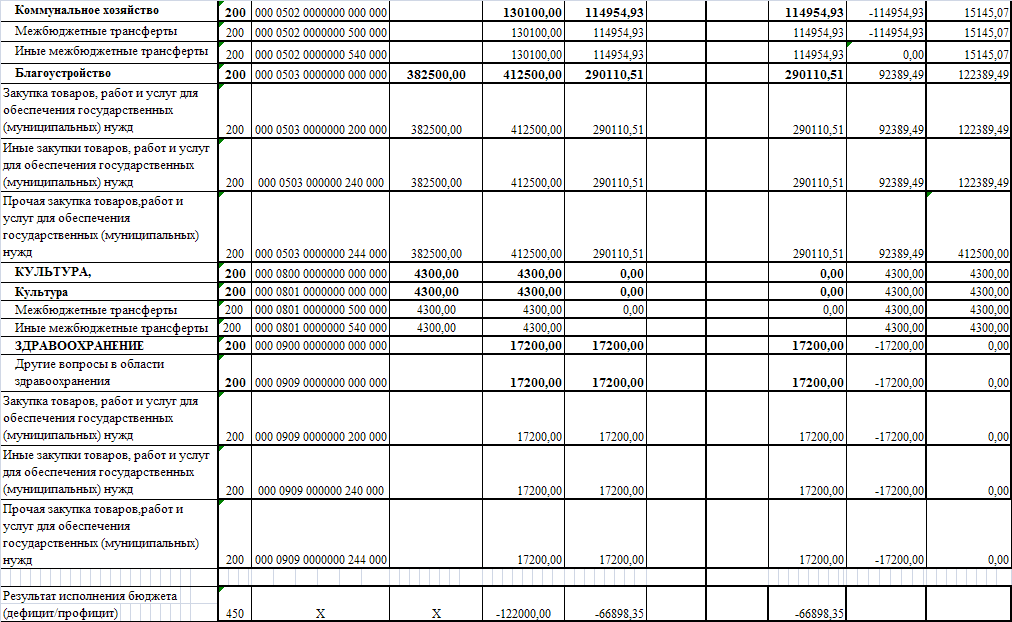 Коммунальное хозяйство 200 000 0502 0000000 000 000 130100,00 114954,93 114954,93 -114954,93 15145,07
Межбюджетные трансферты 200 000 0502 0000000 500 000 130100,00 114954,93 114954,93 -114954,93 15145,07
Иные межбюджетные трансферты 200 000 0502 0000000 540 000 130100,00 114954,93 114954,93 0,00 15145,07
Благоустройство 200 000 0503 0000000 000 000 382500,00 412500,00 290110,51 290110,51 92389,49 122389,49
Закупка товаров, работ и услуг для
обеспечения государственных
(муниципальных) нужд 200 000 0503 0000000 200 000 382500,00 412500,00 290110,51 290110,51 92389,49 122389,49
Иные закупки товаров, работ и услуг
для обеспечения государственных
(муниципальных) нужд 200 000 0503 000000 240 000 382500,00 412500,00 290110,51 290110,51 92389,49 122389,49
Прочая закупка товаров,работ и
услуг для обеспечения
государственных (муниципальных)
нужд 200 000 0503 0000000 244 000 382500,00 412500,00 290110,51 290110,51 92389,49 412500,00
КУЛЬТУРА, 200 000 0800 0000000 000 000 4300,00 4300,00 0,00 0,00 4300,00 4300,00
Культура 200 000 0801 0000000 000 000 4300,00 4300,00 0,00 0,00 4300,00 4300,00
Межбюджетные трансферты 200 000 0801 0000000 500 000 4300,00 4300,00 0,00 0,00 4300,00 4300,00
Иные межбюджетные трансферты 200 000 0801 0000000 540 000 4300,00 4300,00 4300,00 4300,00
ЗДРАВООХРАНЕНИЕ 200 000 0900 0000000 000 000 17200,00 17200,00 17200,00 -17200,00 0,00
Другие вопросы в области
здравоохранения 200 000 0909 0000000 000 000 17200,00 17200,00 17200,00 -17200,00 0,00
Закупка товаров, работ и услуг для
обеспечения государственных
(муниципальных) нужд 200 000 0909 0000000 200 000 17200,00 17200,00 17200,00 -17200,00 0,00
Иные закупки товаров, работ и услуг
для обеспечения государственных
(муниципальных) нужд 200 000 0909 000000 240 000 17200,00 17200,00 17200,00 -17200,00 0,00
Прочая закупка товаров,работ и
услуг для обеспечения
государственных (муниципальных)
нужд 200 000 0909 0000000 244 000 17200,00 17200,00 17200,00 -17200,00 0,00
Результат исполнения бюджета
(дефицит/профицит) 450 Х Х -122000,00 -66898,35 -66898,35